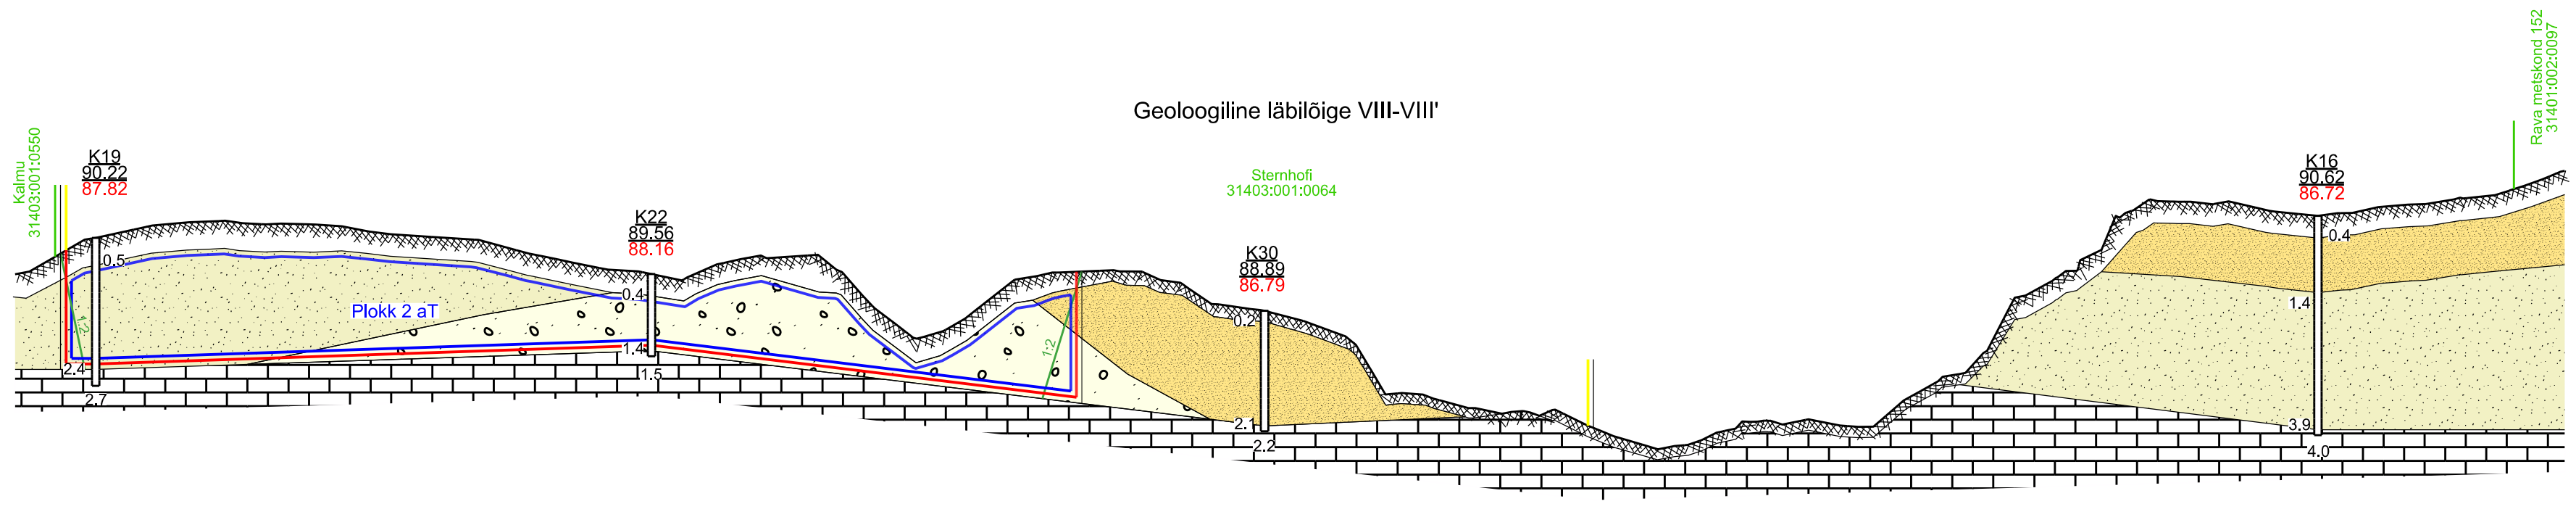 Geoloogiline läbilõige VIII-VIII'
Kalmu
31403:001:0550
K19
90.22
87.82
0.5
2.4
2.7
1:2
Plokk 2 aT
K22
89.56
88.16
0.4
1.4
1.5
1:2
Sternhofi
31403:001:0064
K30
88.89
86.79
0.2
2.1
2.2
K16
90.62
86.72
0.4
1.4
3.9
4.0
Rava metskond 152
31401:002:0097